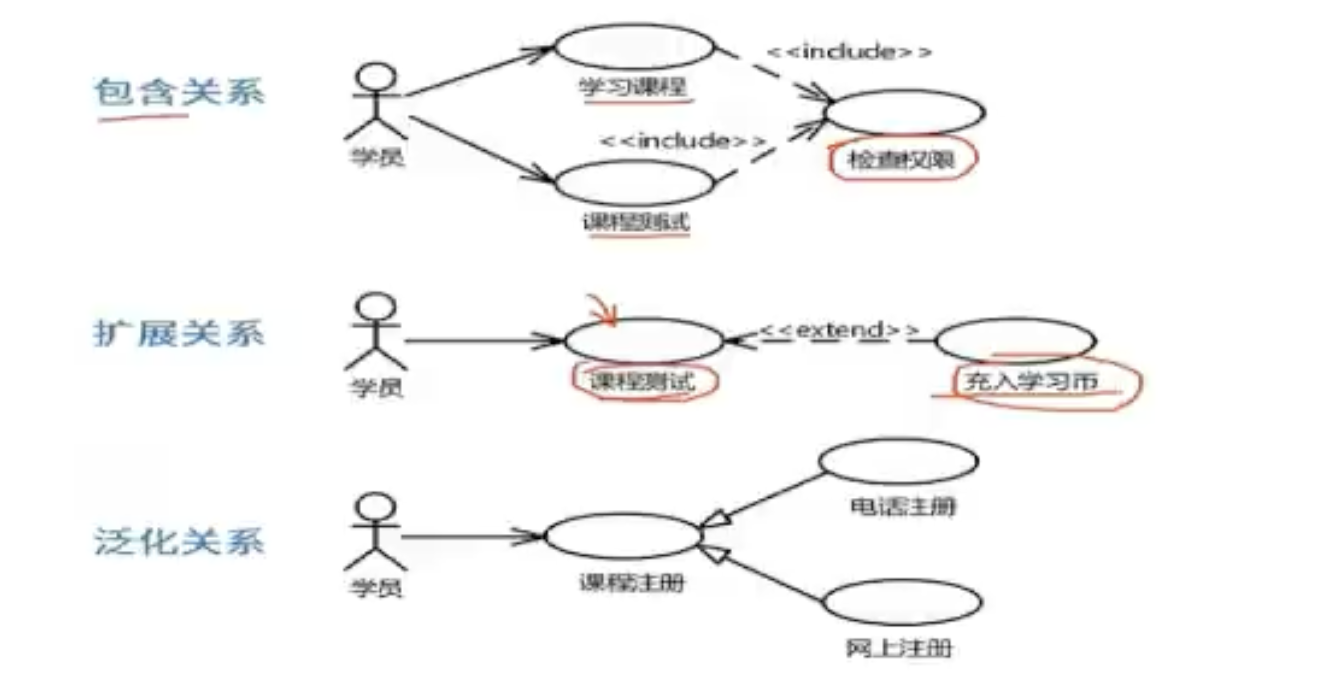 包含关系
学员
学习课程
<<include>>
<<include>>
课程测试
检查权限
扩展关系
学员
课程测试
<<extend>>
充入学习币
泛化关系
学员
课程注册
电话注册
网上注册